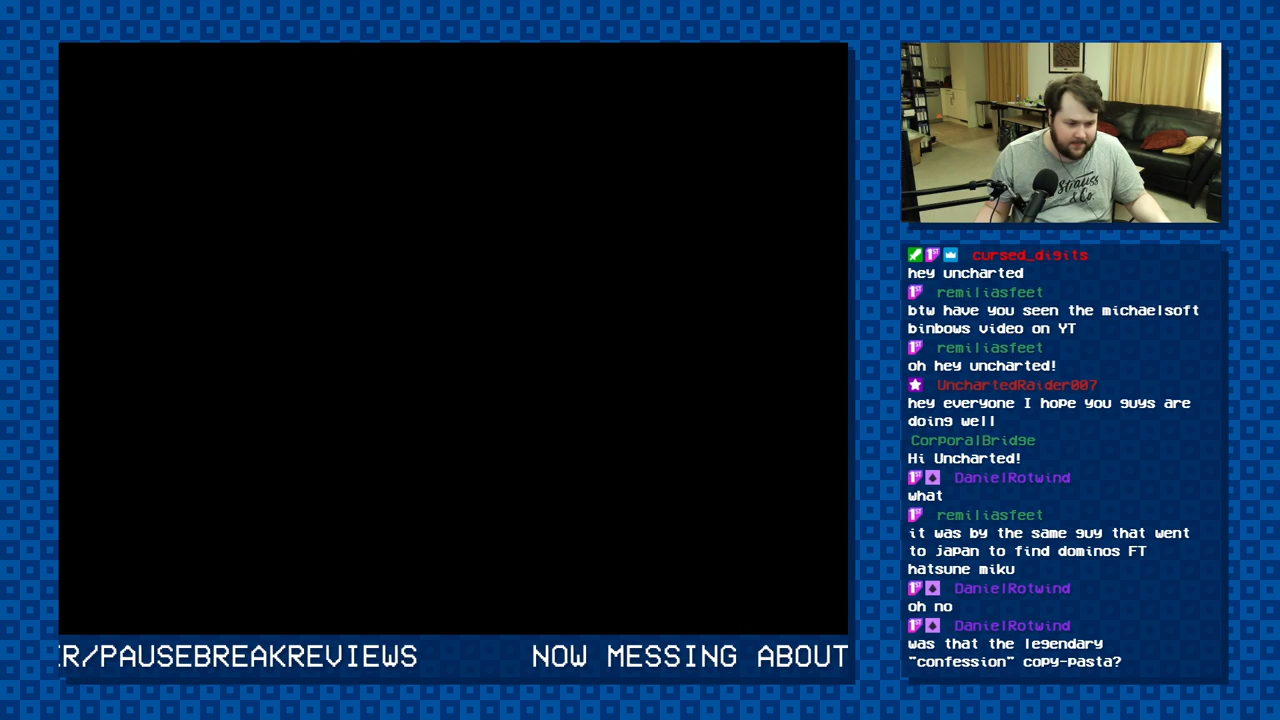 Strauss
& Co.
cursed_digits
hey uncharted
remiliasfeet
btw have you seen the michaelsoft
binbows video on YT
remiliasfeet
oh hey uncharted!
UnchartedRaider007
hey everyone I hope you guys are
doing well
CorporalBridge
Hi Uncharted!
DanielRotwind
what
remiliasfeet
it was by the same guy that went
to japan to find dominos FT
hatsune miku
DanielRotwind
oh no
DanielRotwind
was that the legendary
"confession" copy-pasta?
R/PAUSEBREAKREVIEWS NOW MESSING ABOUT